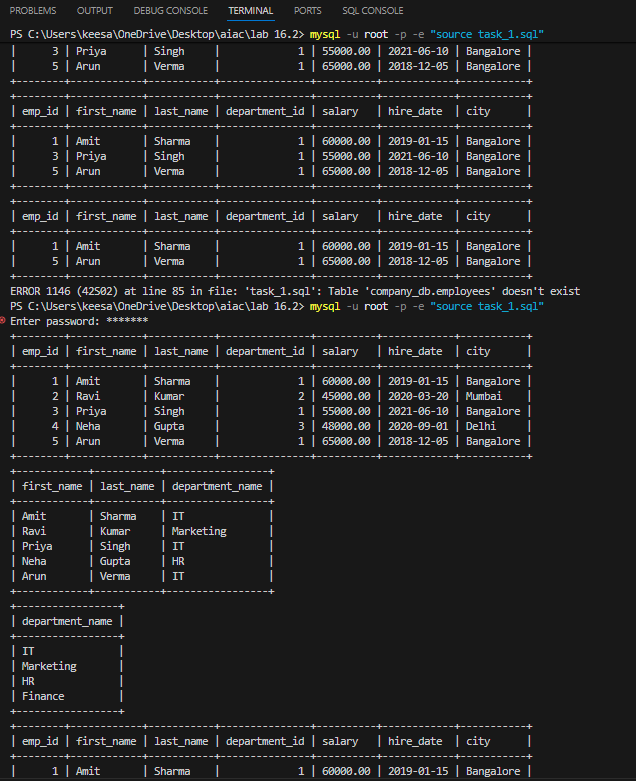 PROBLEMS OUTPUT DEBUG CONSOLE TERMINAL PORTS SQL CONSOLE
PS C:\Users\keesa\OneDrive\Desktop\aiac\lab 16.2> mysql -u root -p -e "source task_1.sql"
| 3 | Priya | Singh | 1 | 55000.00 | 2021-06-10 | Bangalore |
| 5 | Arun | Verma | 1 | 65000.00 | 2018-12-05 | Bangalore |
+--------+------------+-----------+---------------+----------+------------+-----------+
+--------+------------+-----------+---------------+----------+------------+-----------+
| emp_id | first_name | last_name | department_id | salary | hire_date | city |
+--------+------------+-----------+---------------+----------+------------+-----------+
| 1 | Amit | Sharma | 1 | 60000.00 | 2019-01-15 | Bangalore |
| 3 | Priya | Singh | 1 | 55000.00 | 2021-06-10 | Bangalore |
| 5 | Arun | Verma | 1 | 65000.00 | 2018-12-05 | Bangalore |
+--------+------------+-----------+---------------+----------+------------+-----------+
+--------+------------+-----------+---------------+----------+------------+-----------+
| emp_id | first_name | last_name | department_id | salary | hire_date | city |
+--------+------------+-----------+---------------+----------+------------+-----------+
| 1 | Amit | Sharma | 1 | 60000.00 | 2019-01-15 | Bangalore |
| 5 | Arun | Verma | 1 | 65000.00 | 2018-12-05 | Bangalore |
+--------+------------+-----------+---------------+----------+------------+-----------+
ERROR 1146 (42S02) at line 85 in file: 'task_1.sql': Table 'company_db.employees' doesn't exist
PS C:\Users\keesa\OneDrive\Desktop\aiac\lab 16.2> mysql -u root -p -e "source task_1.sql"
Enter password: *******
+--------+------------+-----------+---------------+----------+------------+-----------+
| emp_id | first_name | last_name | department_id | salary | hire_date | city |
+--------+------------+-----------+---------------+----------+------------+-----------+
| 1 | Amit | Sharma | 1 | 60000.00 | 2019-01-15 | Bangalore |
| 2 | Ravi | Kumar | 2 | 45000.00 | 2020-03-20 | Mumbai |
| 3 | Priya | Singh | 1 | 55000.00 | 2021-06-10 | Bangalore |
| 4 | Neha | Gupta | 3 | 48000.00 | 2020-09-01 | Delhi |
| 5 | Arun | Verma | 1 | 65000.00 | 2018-12-05 | Bangalore |
+--------+------------+-----------+---------------+----------+------------+-----------+
+------------+-----------+-----------------+
| first_name | last_name | department_name |
+------------+-----------+-----------------+
| Amit | Sharma | IT |
| Ravi | Kumar | Marketing |
| Priya | Singh | IT |
| Neha | Gupta | HR |
| Arun | Verma | IT |
+------------+-----------+-----------------+
+-----------------+
| department_name |
+-----------------+
| IT |
| Marketing |
| HR |
| Finance |
+-----------------+
+--------+------------+-----------+---------------+----------+------------+-----------+
| emp_id | first_name | last_name | department_id | salary | hire_date | city |
+--------+------------+-----------+---------------+----------+------------+-----------+
| 1 | Amit | Sharma | 1 | 60000.00 | 2019-01-15 | Bangalore |